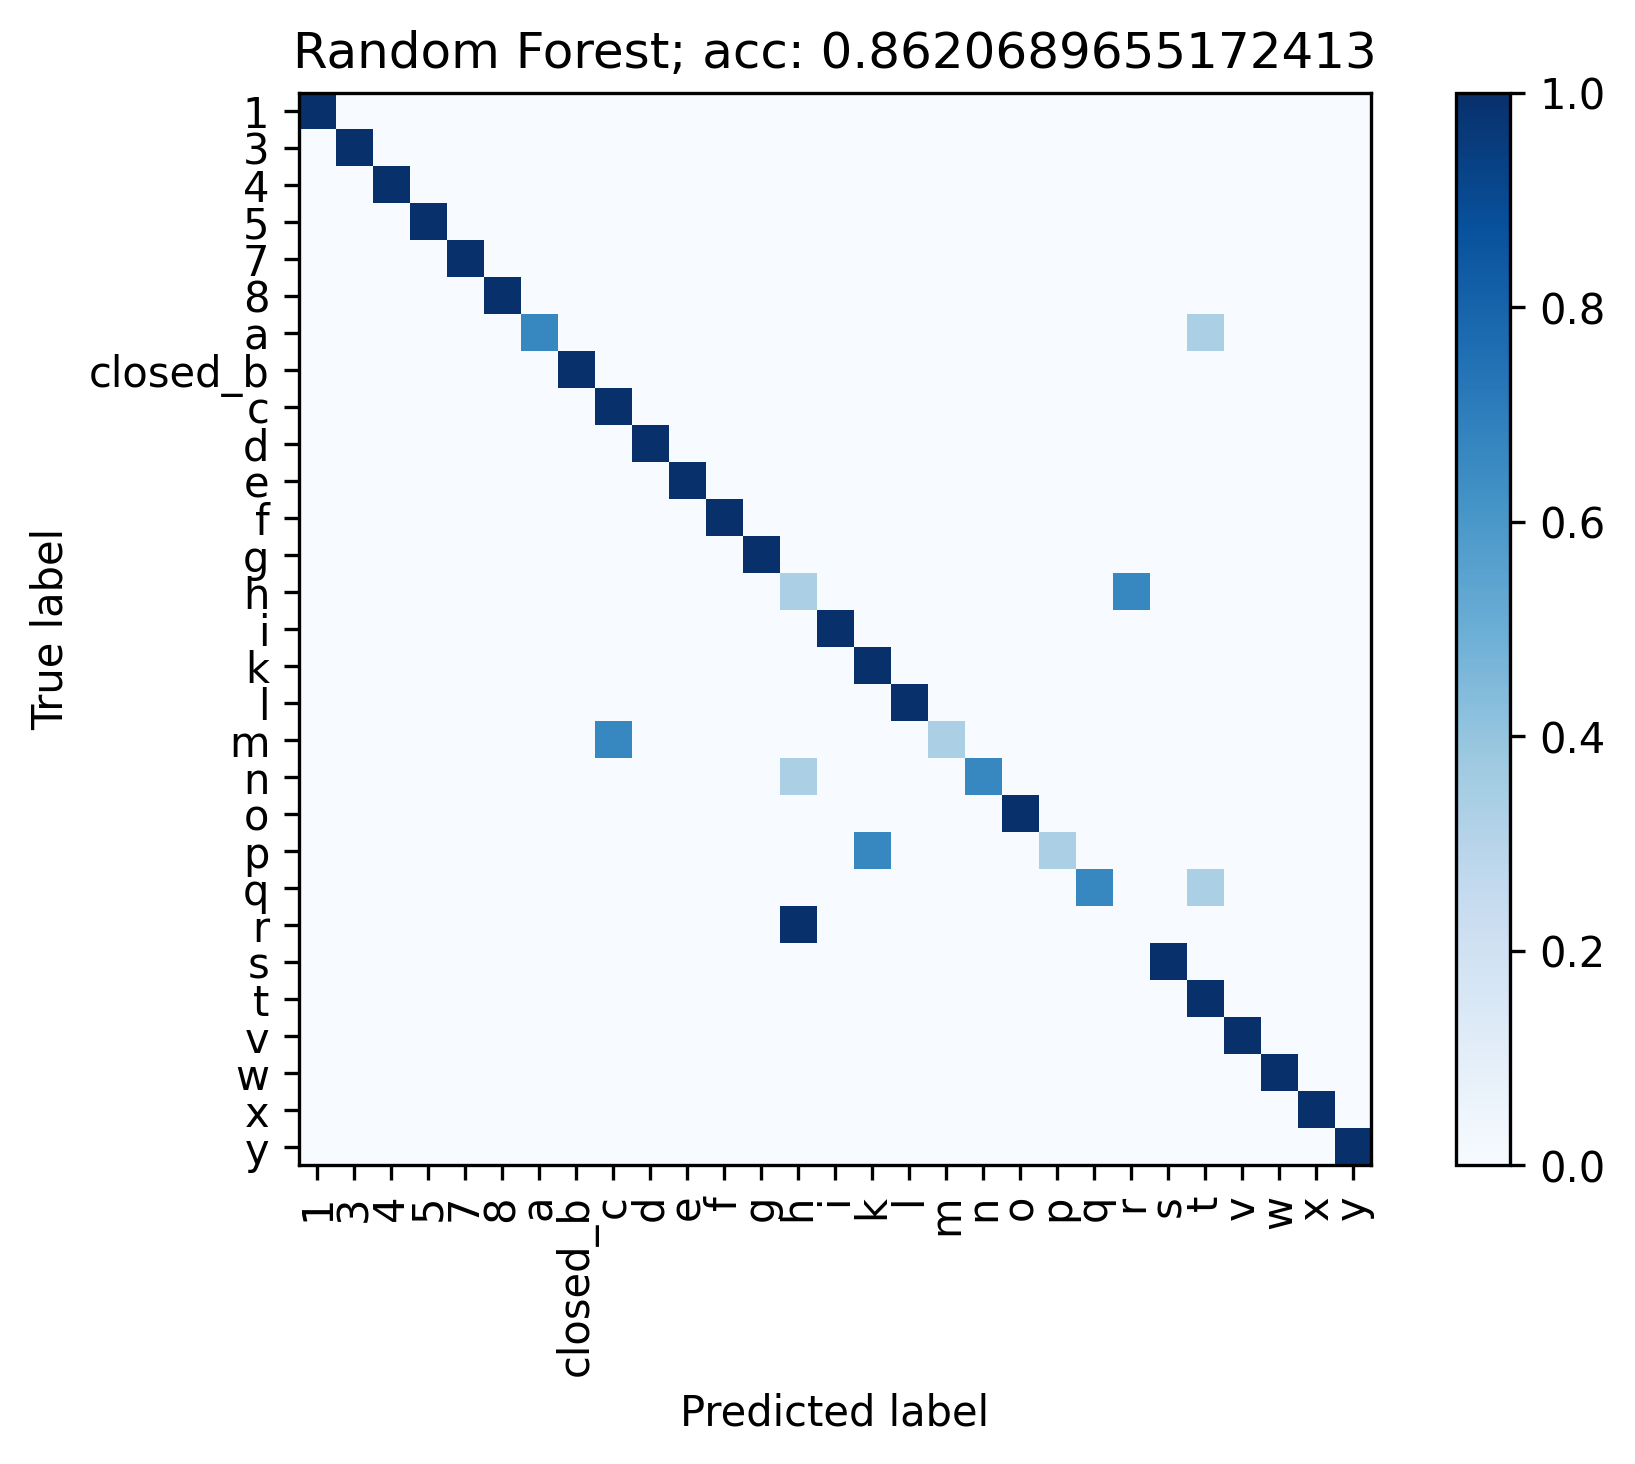 Random Forest; acc: 0.8620689655172413
1
3
4
5
7
8
a
closed_b
c
d
e
f
g
h
i
k
l
m
n
o
p
q
r
s
t
v
w
x
y
True label
1
3
4
5
7
8
a
closed_b
c
d
e
f
g
h
i
k
l
m
n
o
p
q
r
s
t
v
w
x
y
Predicted label
1.0
0.8
0.6
0.4
0.2
0.0